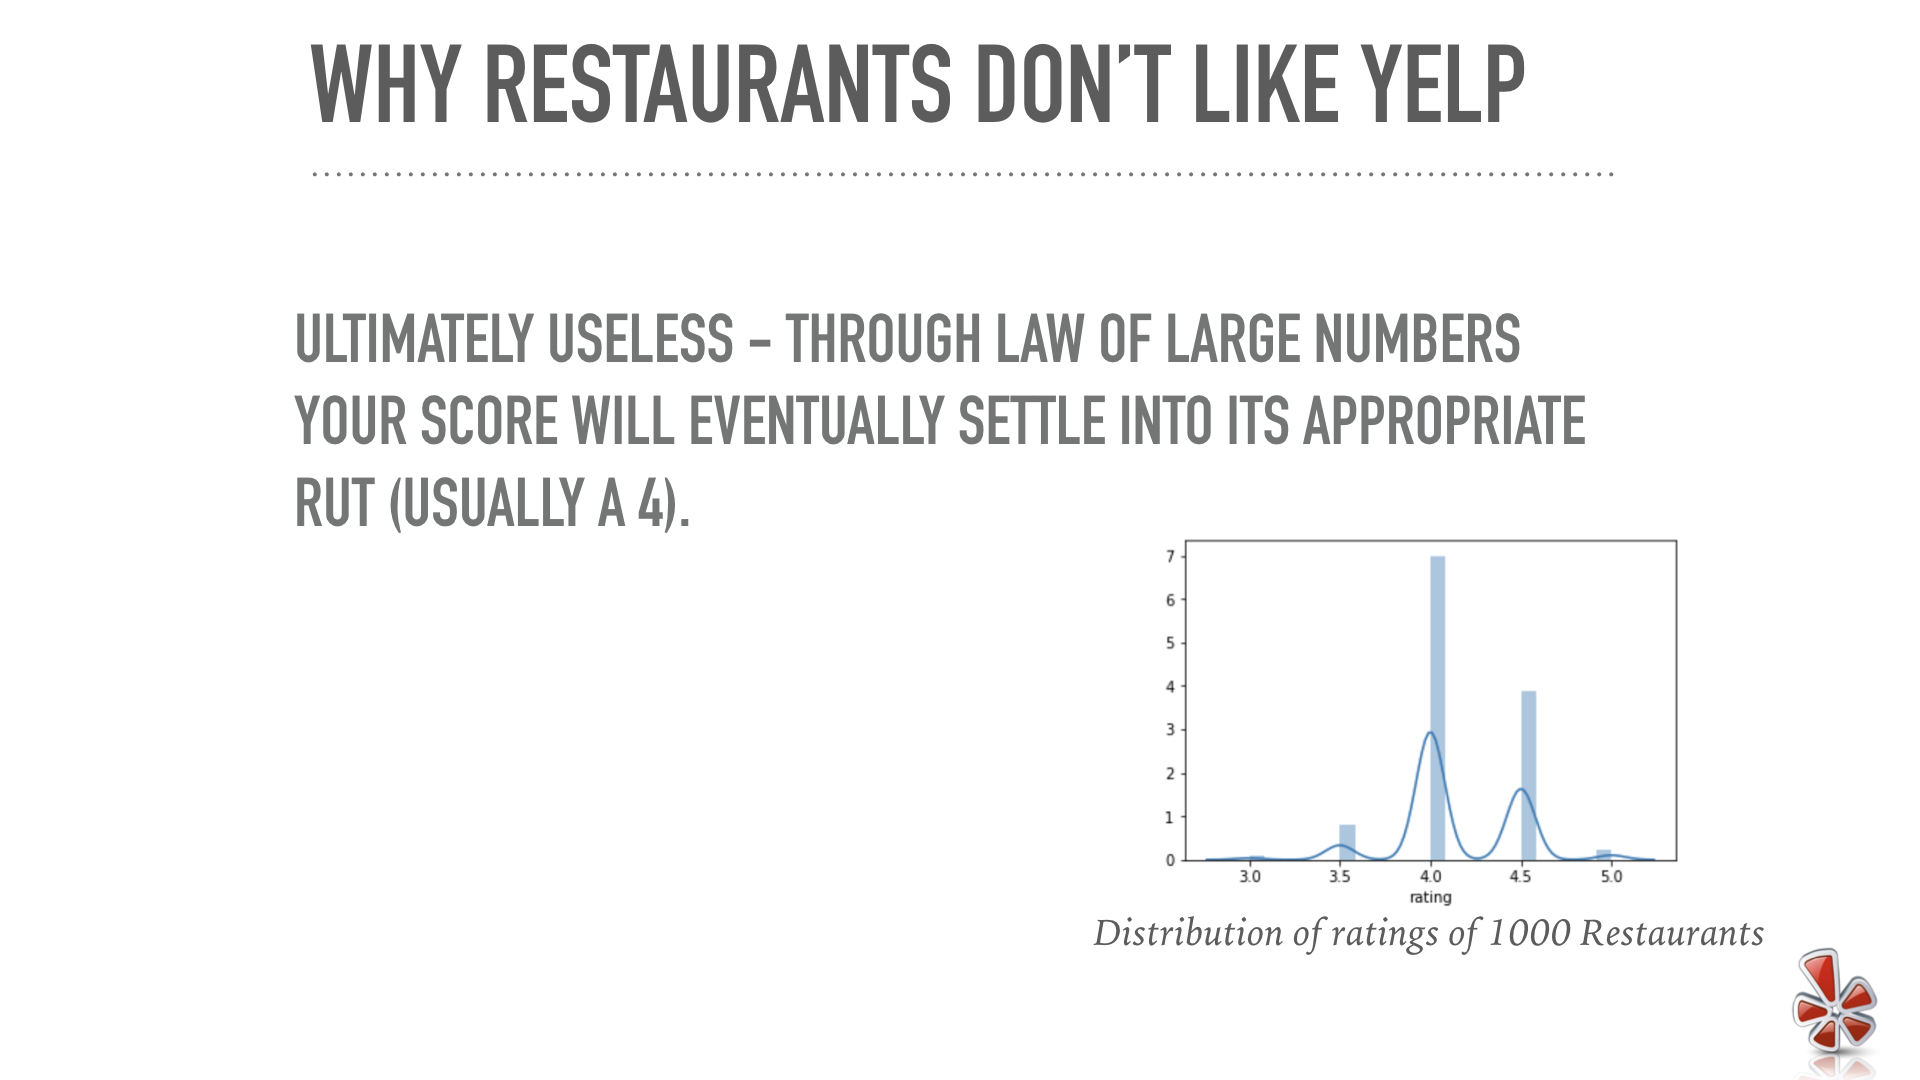 WHY RESTAURANTS DON’T LIKE YELP
ULTIMATELY USELESS – THROUGH LAW OF LARGE NUMBERS
YOUR SCORE WILL EVENTUALLY SETTLE INTO ITS APPROPRIATE
RUT (USUALLY A 4).
7
6
5
4
3
2
1
0
3.0 3.5 4.0 4.5 5.0
rating
Distribution of ratings of 1000 Restaurants